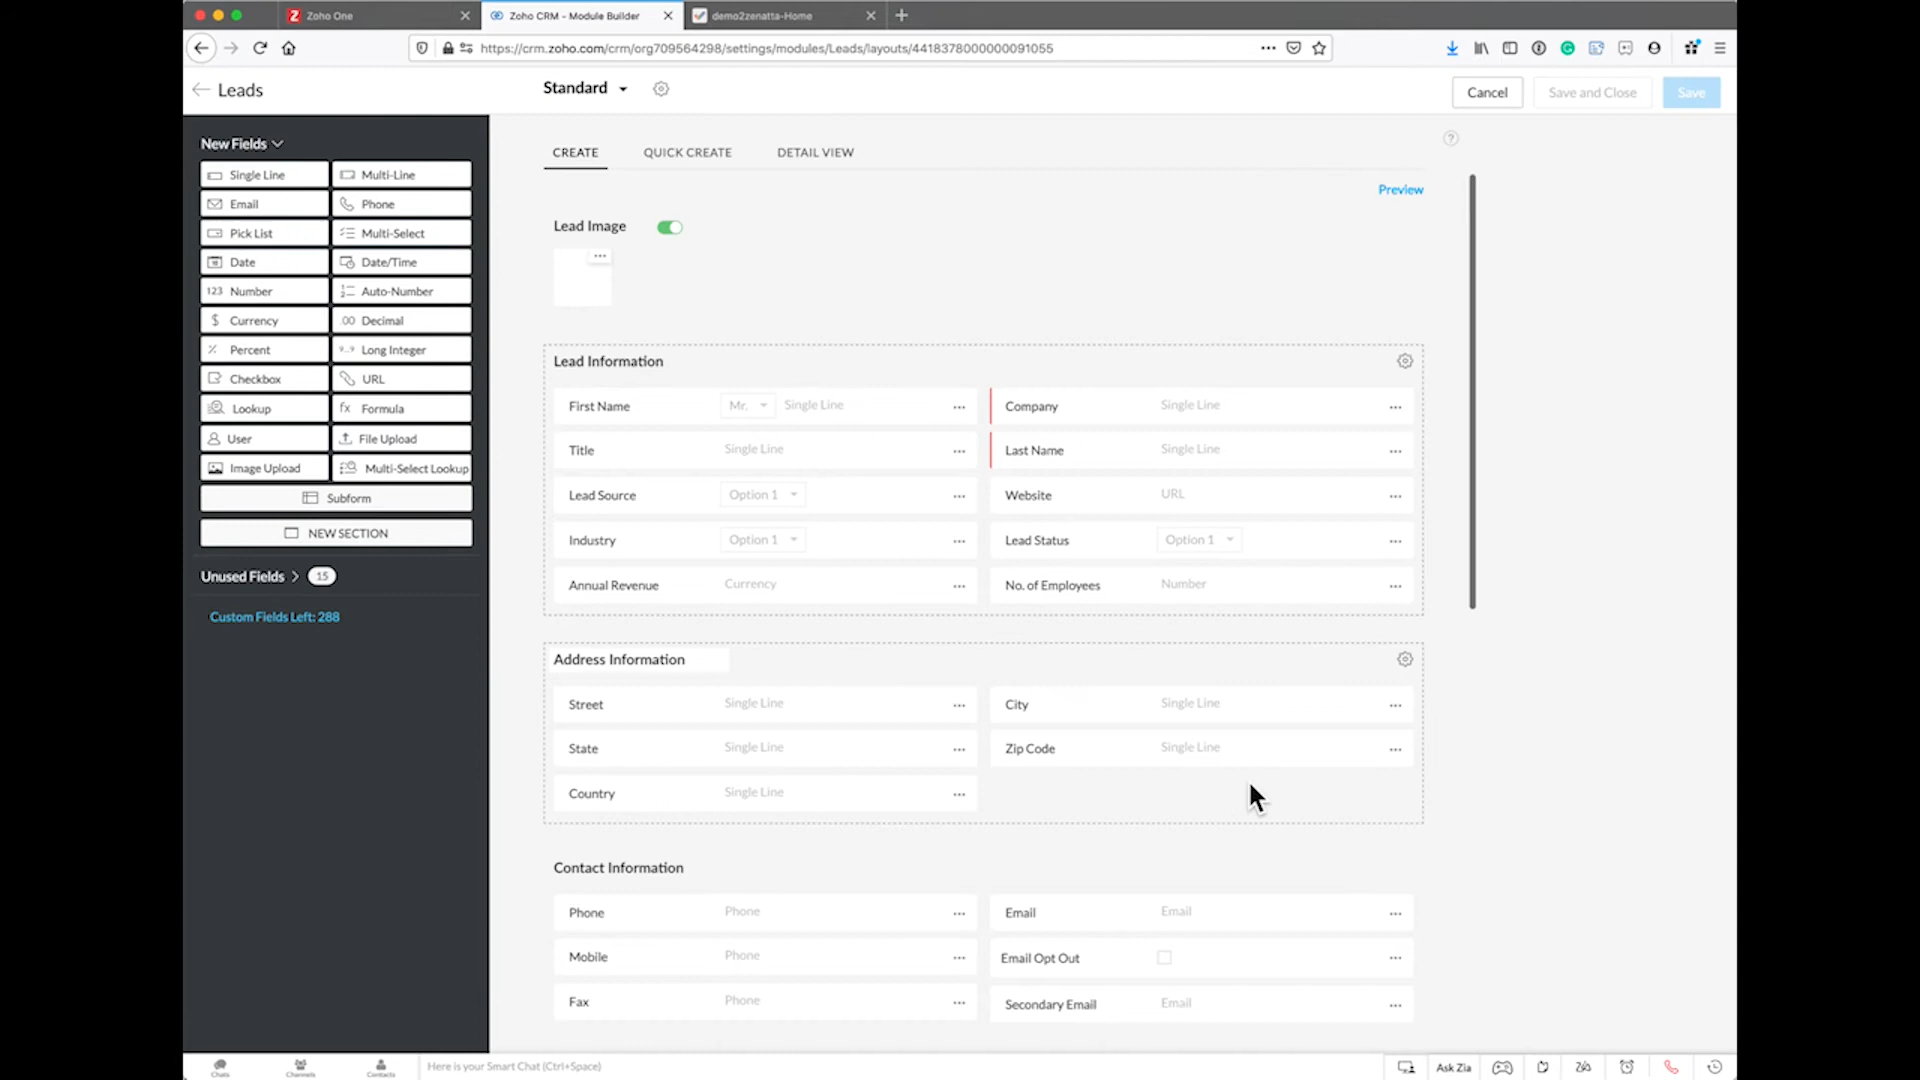 Zoho One
Zoho CRM - Module Builder
demo2zenatta-Home
https://crm.zoho.com/crm/org709564298/settings/modules/Leads/layouts/4418378000000091055
Leads
Standard
Cancel
Save and Close
Save
New Fields
Single Line
Multi-Line
Email
Phone
Pick List
Multi-Select
Date
Date/Time
123 Number
Auto-Number
$ Currency
.00 Decimal
% Percent
Long Integer
Checkbox
URL
Lookup
fx Formula
User
File Upload
Image Upload
Multi-Select Lookup
Subform
NEW SECTION
Unused Fields 15
Custom Fields Left: 288
CREATE
QUICK CREATE
DETAIL VIEW
Preview
Lead Image
Lead Information
First Name Mr. Single Line
Company Single Line
Title Single Line
Last Name Single Line
Lead Source Option 1
Website URL
Industry Option 1
Lead Status Option 1
Annual Revenue Currency
No. of Employees Number
Address Information
Street Single Line
City Single Line
State Single Line
Zip Code Single Line
Country Single Line
Contact Information
Phone Phone
Email Email
Mobile Phone
Email Opt Out
Fax Phone
Secondary Email Email
Chats
Channels
Contacts
Here is your Smart Chat (Ctrl+Space)
Ask Zia